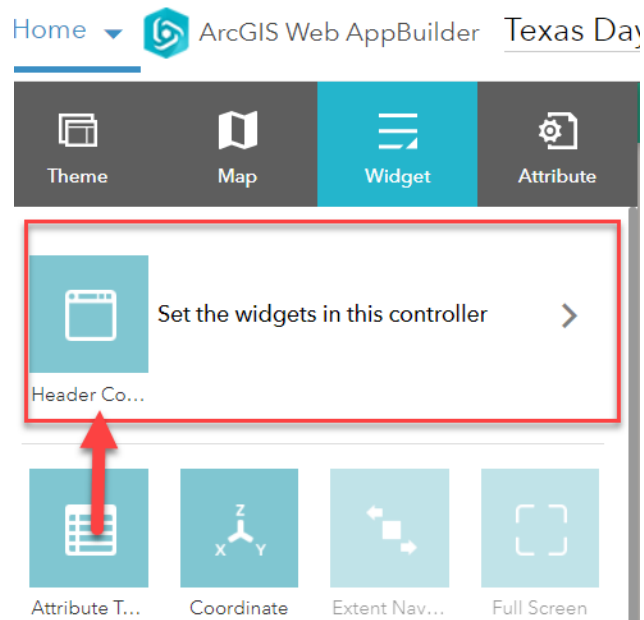 Home ArcGIS Web AppBuilder Texas Day
Theme Map Widget Attribute
Set the widgets in this controller
Header Co...
Z
X Y
Attribute T... Coordinate Extent Nav... Full Screen